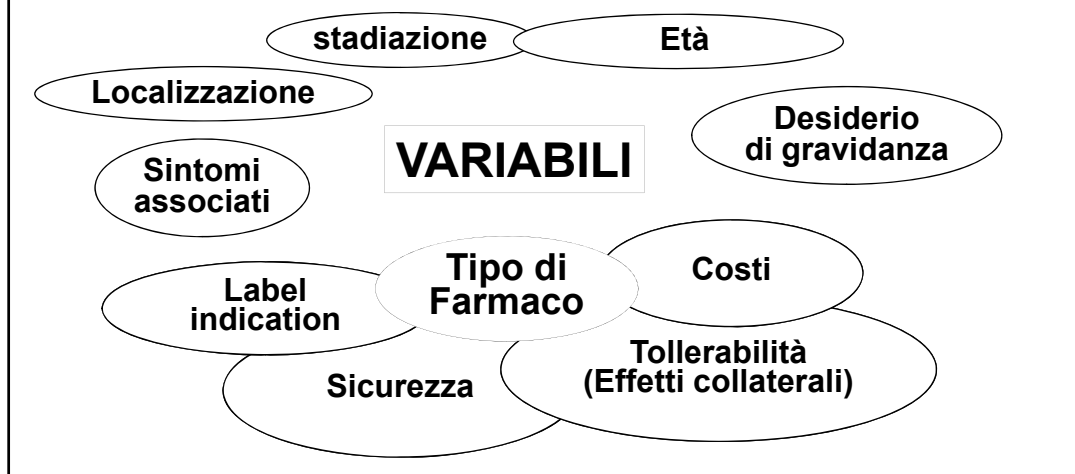 stadiazione
Età
Localizzazione
Desiderio
di gravidanza
VARIABILI
Sintomi
associati
Tipo di
Farmaco
Costi
Label
indication
Tollerabilità
(Effetti collaterali)
Sicurezza